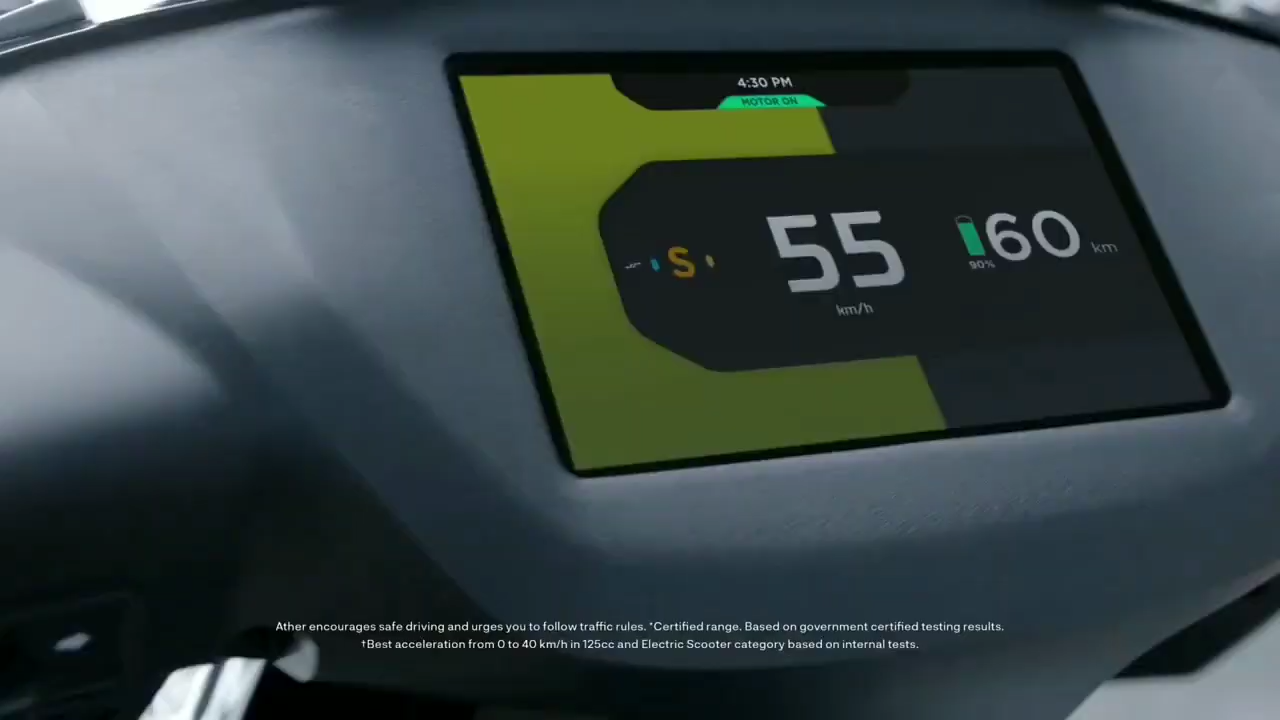 4:30 PM
MOTOR ON
S
55
km/h
60 km
90%
Ather encourages safe driving and urges you to follow traffic rules. *Certified range. Based on government certified testing results.
†Best acceleration from 0 to 40 km/h in 125cc and Electric Scooter category based on internal tests.